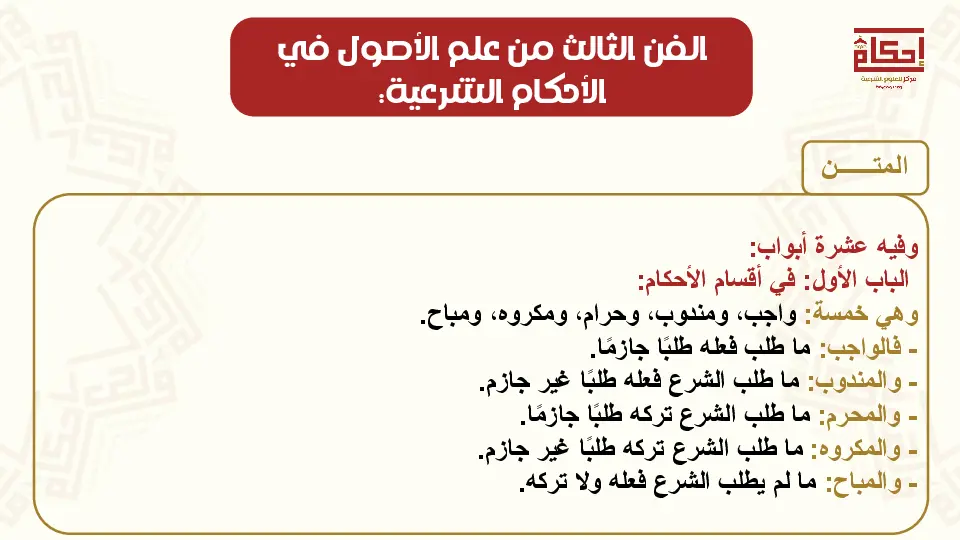 الفن الثالث من علم الأصول في
الأحكام الشرعية:
إحكام
مركز للعلوم الشرعية
المتـــــن
وفيه عشرة أبواب:
الباب الأول: في أقسام الأحكام:
وهي خمسة: واجب، ومندوب، وحرام، ومكروه، ومباح.
- فالواجب: ما طلب فعله طلبًا جازمًا.
- والمندوب: ما طلب الشرع فعله طلبًا غير جازم.
- والمحرم: ما طلب الشرع تركه طلبًا جازمًا.
- والمكروه: ما طلب الشرع تركه طلبًا غير جازم.
- والمباح: ما لم يطلب الشرع فعله ولا تركه.